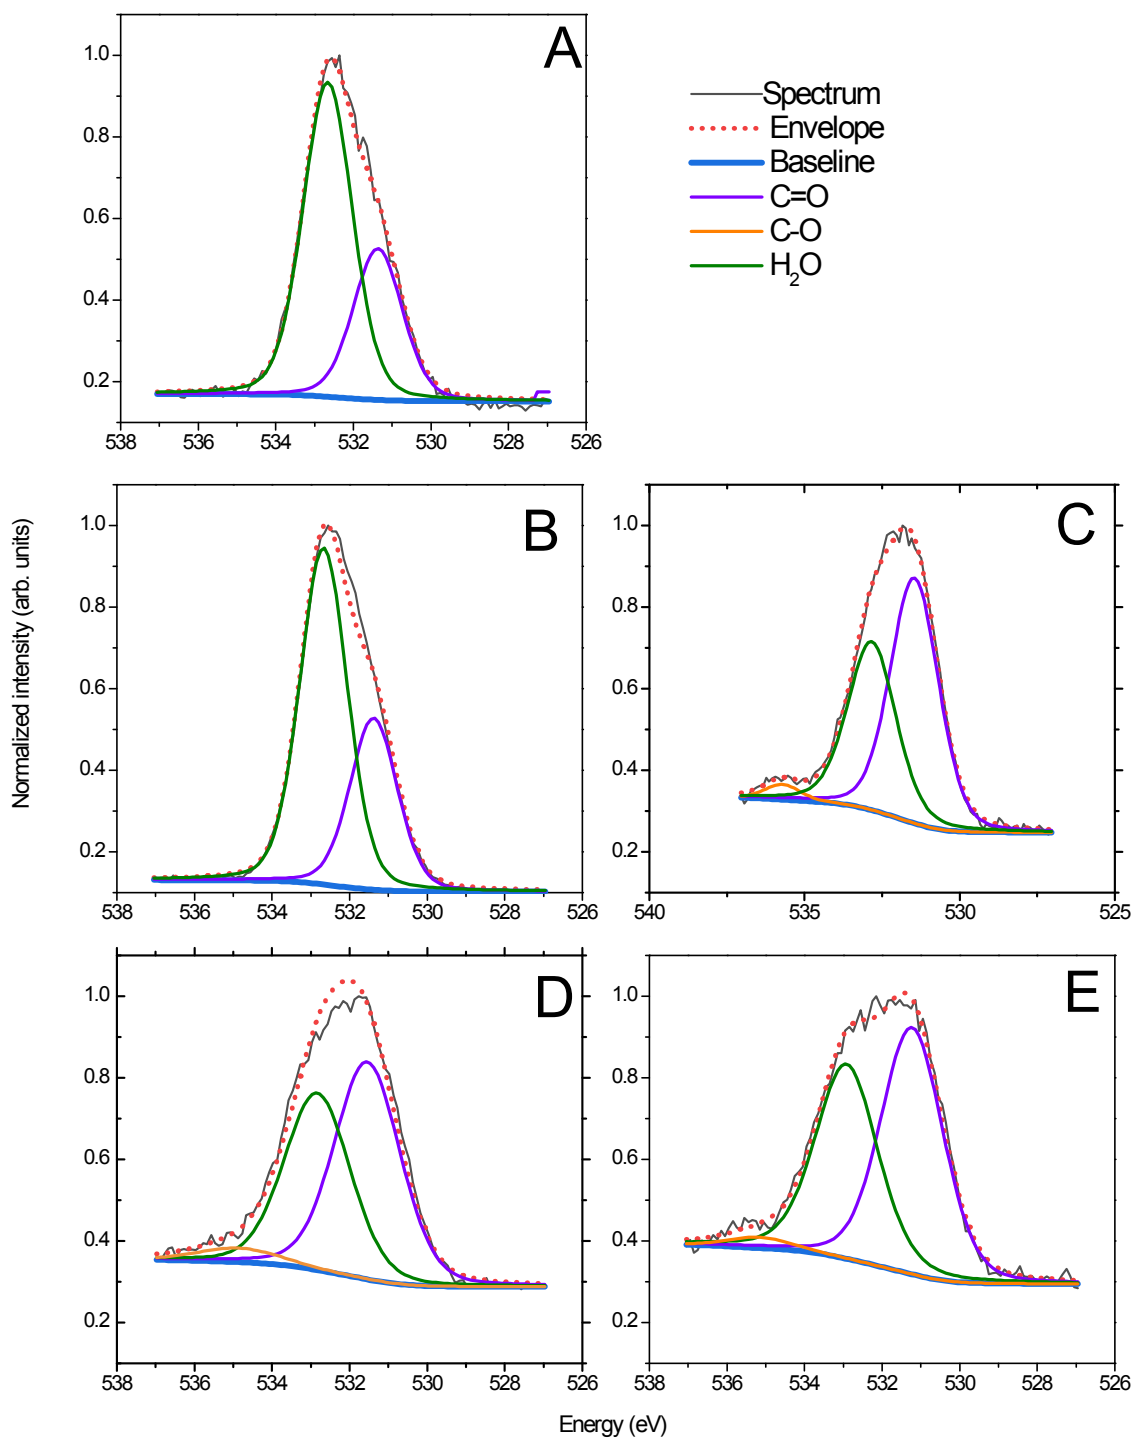 A
1.0
0.8
0.6
0.4
0.2
538 536 534 532 530 528 526
Spectrum
Envelope
Baseline
C=O
C-O
H₂O
Normalized intensity (arb. units)
B
1.0
0.8
0.6
0.4
0.2
538 536 534 532 530 528 526
C
1.0
0.8
0.6
0.4
0.2
540 535 530 525
D
1.0
0.8
0.6
0.4
0.2
538 536 534 532 530 528 526
E
1.0
0.8
0.6
0.4
0.2
538 536 534 532 530 528 526
Energy (eV)